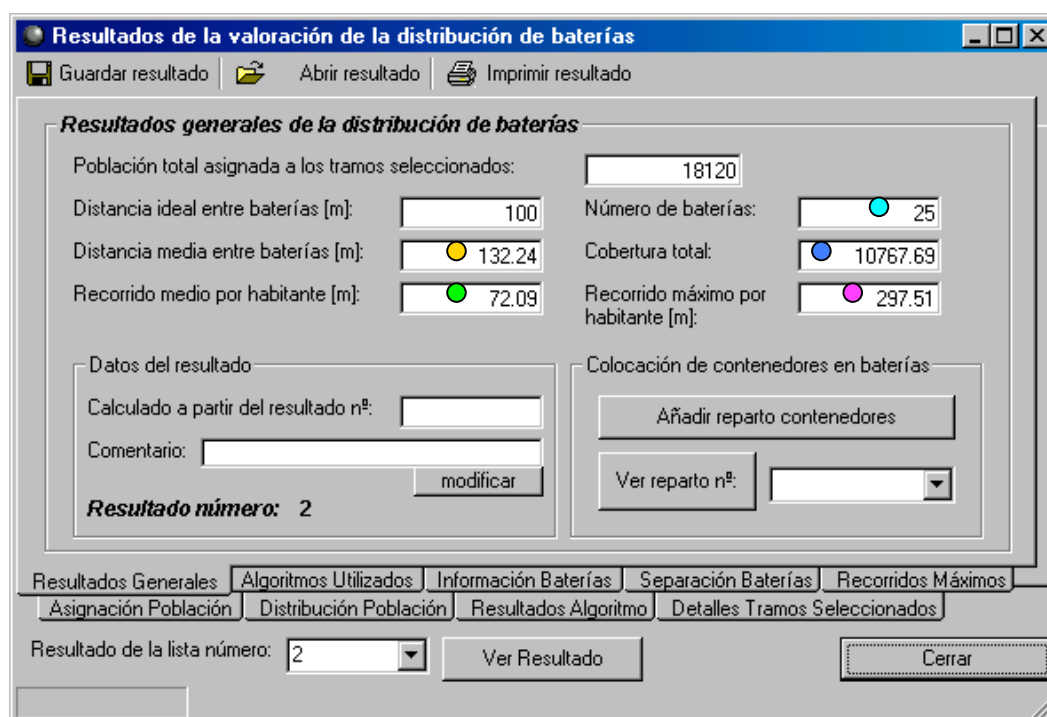 Resultados de la valoración de la distribución de baterías
Guardar resultado Abrir resultado Imprimir resultado
Resultados generales de la distribución de baterías
Población total asignada a los tramos seleccionados: 18120
Distancia ideal entre baterías [m]: 100 Número de baterías: 25
Distancia media entre baterías [m]: 132.24 Cobertura total: 10767.69
Recorrido medio por habitante [m]: 72.09 Recorrido máximo por
habitante [m]: 297.51
Datos del resultado
Calculado a partir del resultado nº:
Comentario:
modificar
Resultado número: 2
Colocación de contenedores en baterías
Añadir reparto contenedores
Ver reparto nº:
Resultados Generales Algoritmos Utilizados Información Baterías Separación Baterías Recorridos Máximos
Asignación Población Distribución Población Resultados Algoritmo Detalles Tramos Seleccionados
Resultado de la lista número: 2 Ver Resultado Cerrar